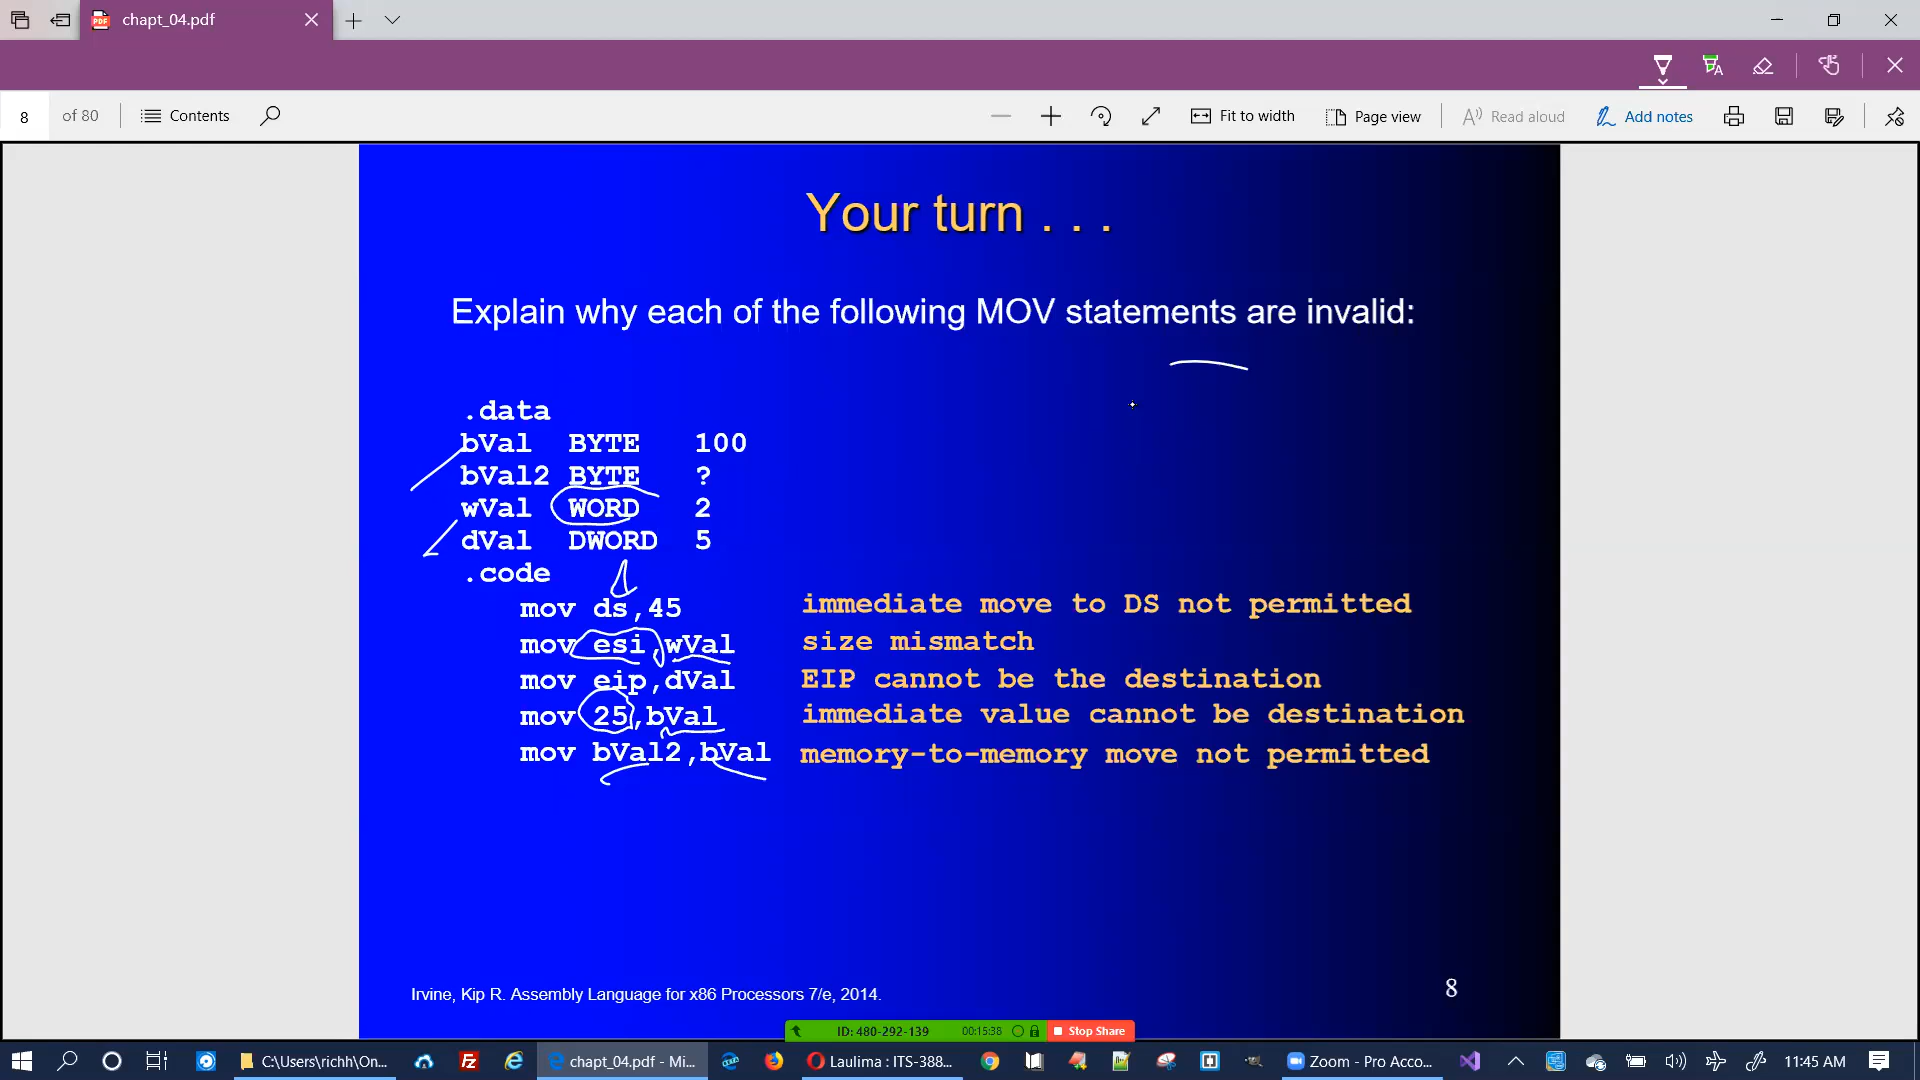 chapt_04.pdf
8 of 80 Contents Fit to width Page view Read aloud Add notes
Your turn . . .
Explain why each of the following MOV statements are invalid:
.data
bVal BYTE 100
bVal2 BYTE ?
wVal WORD 2
dVal DWORD 5
.code
mov ds,45 immediate move to DS not permitted
mov esi,wVal size mismatch
mov eip,dVal EIP cannot be the destination
mov 25,bVal immediate value cannot be destination
mov bVal2,bVal memory-to-memory move not permitted
Irvine, Kip R. Assembly Language for x86 Processors 7/e, 2014.
8
ID: 480-292-139 00:15:38 Stop Share
C:\Users\richh\On... chapt_04.pdf - Mi... Laulima : ITS-388... Zoom - Pro Acco... 11:45 AM